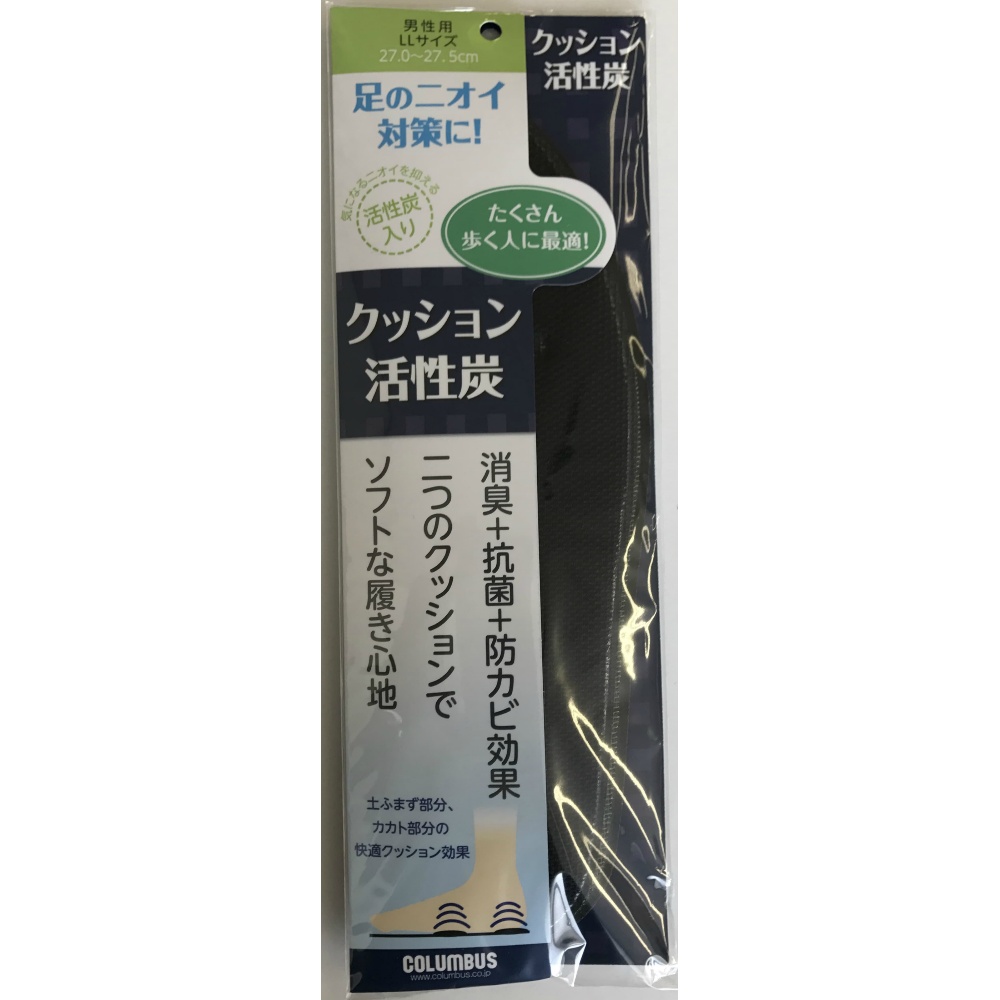 男性用
LLサイズ
27.0～27.5cm
クッション
活性炭
足のニオイ
対策に!
気になるニオイを抑える
活性炭
入り
たくさん
歩く人に最適!
クッション
活性炭
消臭+抗菌+防カビ効果
二つのクッションで
ソフトな履き心地
土ふまず部分、
カカト部分の
快適クッション効果
COLUMBUS
www.columbus.co.jp